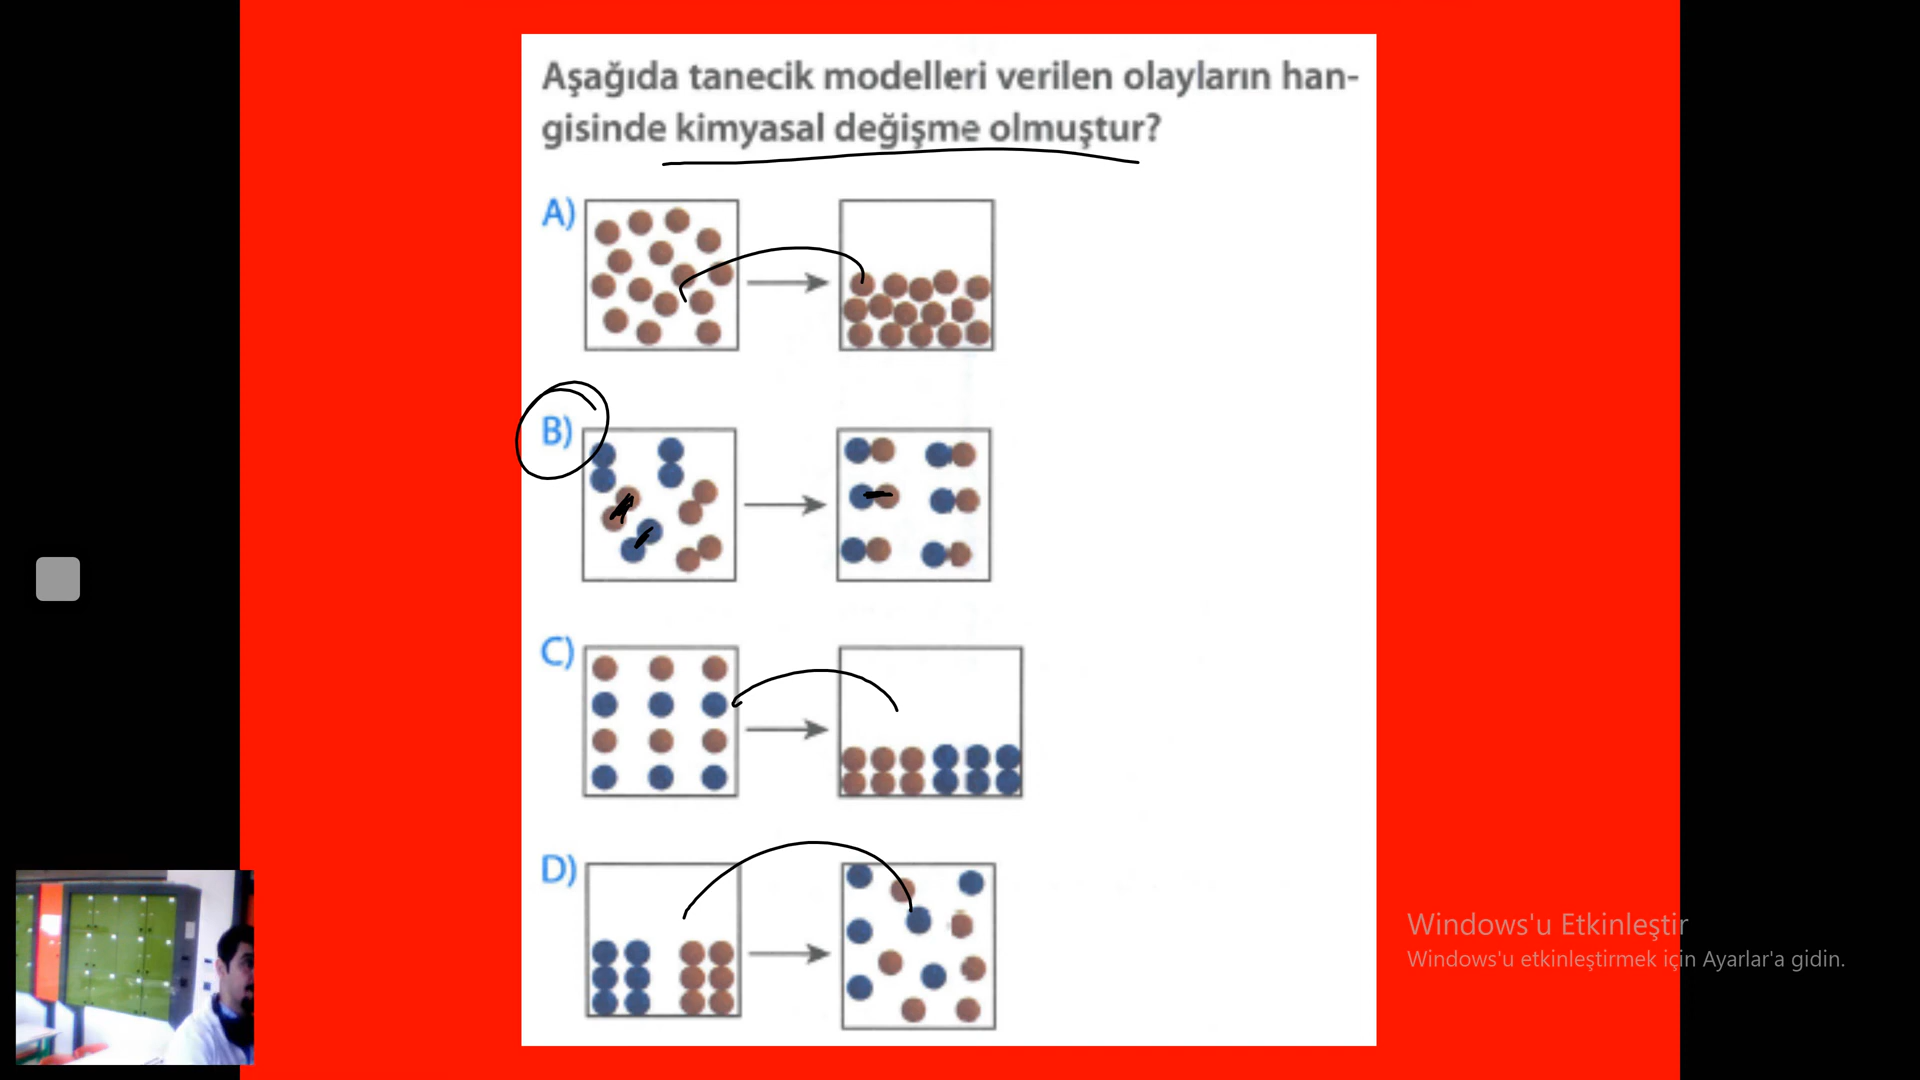 Aşağıda tanecik modelleri verilen olayların han-
gisinde kimyasal değişme olmuştur?
A)
B)
C)
D)
Windows'u Etkinleştir
Windows'u etkinleştirmek için Ayarlar'a gidin.